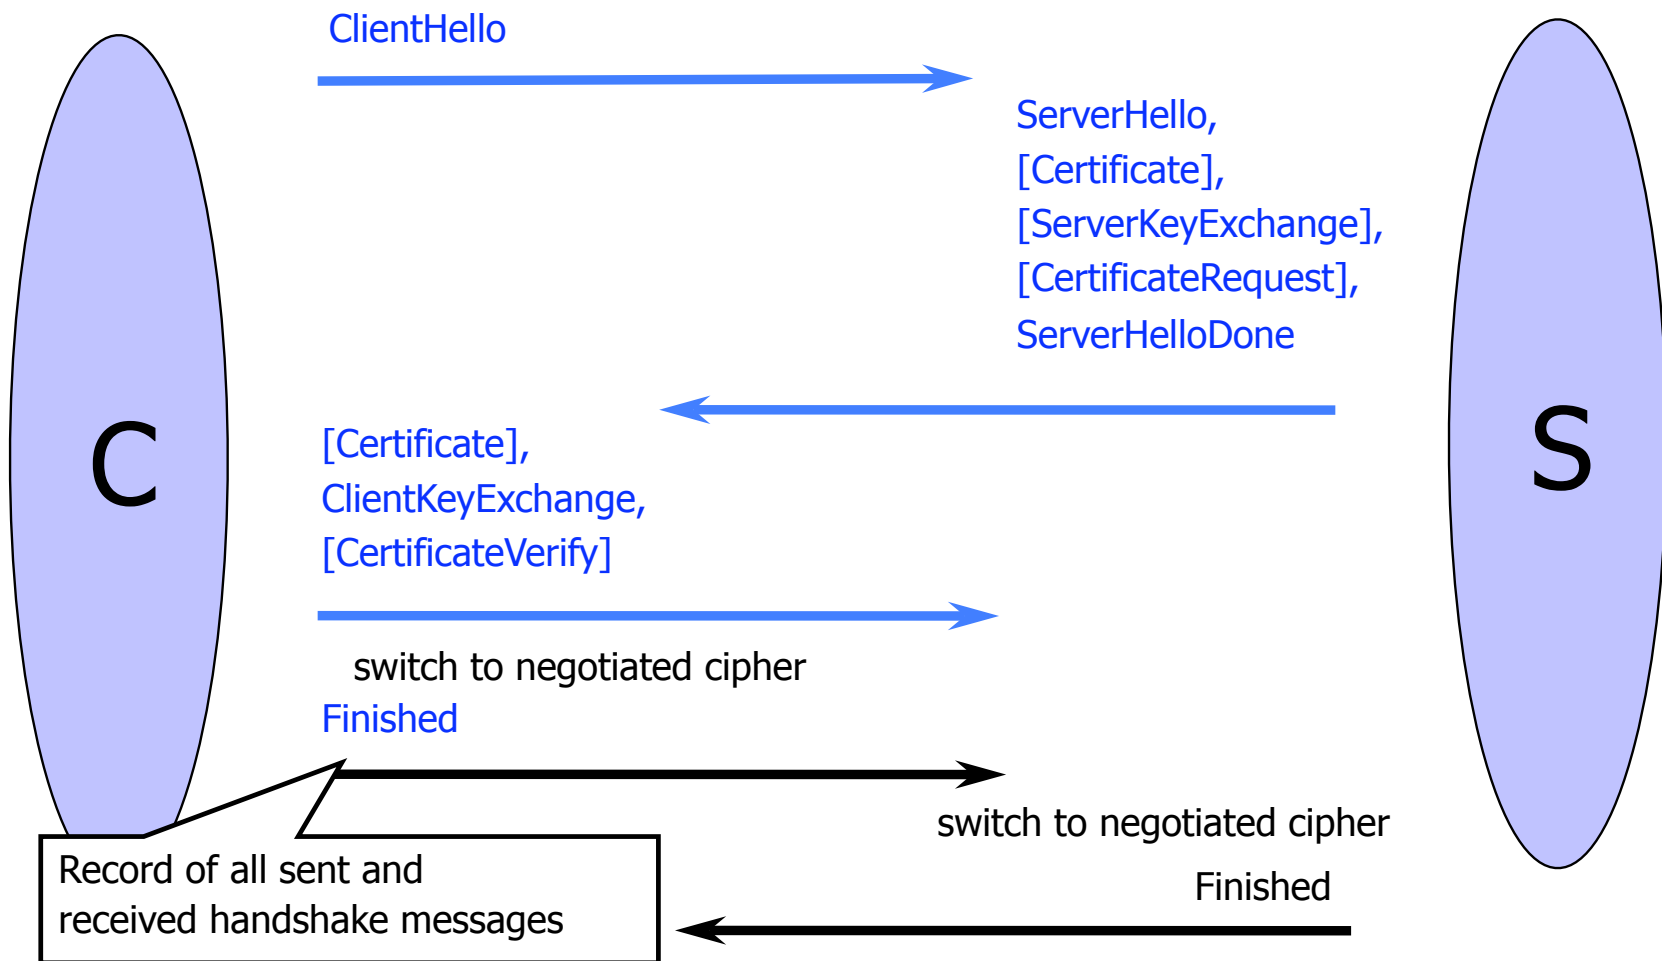 ClientHello
ServerHello,
[Certificate],
[ServerKeyExchange],
[CertificateRequest],
ServerHelloDone
C
S
[Certificate],
ClientKeyExchange,
[CertificateVerify]
switch to negotiated cipher
Finished
switch to negotiated cipher
Finished
Record of all sent and
received handshake messages